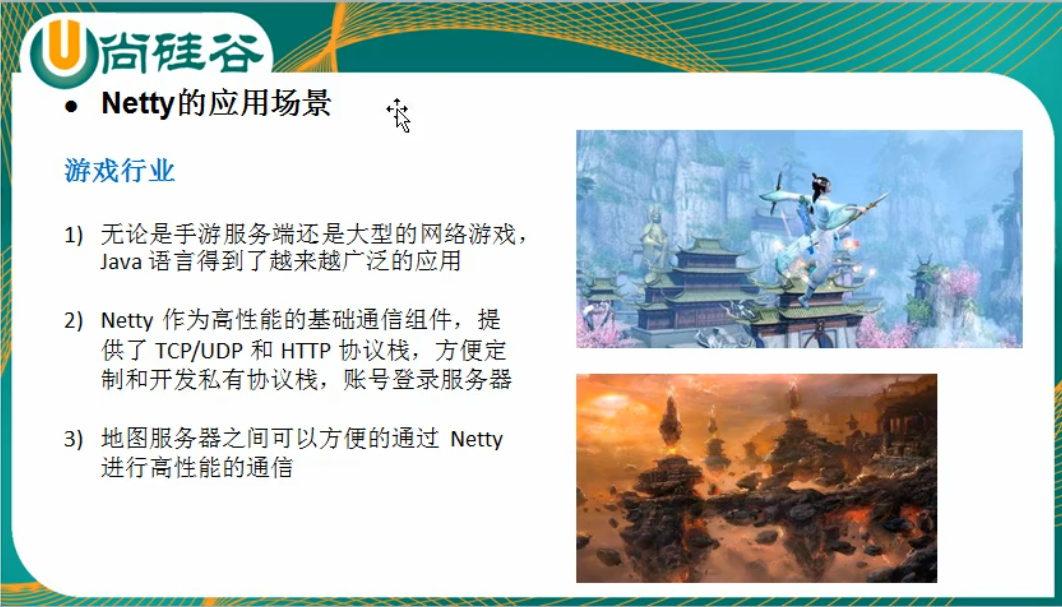 尚硅谷
• Netty的应用场景
游戏行业
1) 无论是手游服务端还是大型的网络游戏，
Java 语言得到了越来越广泛的应用
2) Netty 作为高性能的基础通信组件，提
供了 TCP/UDP 和 HTTP 协议栈，方便定
制和开发私有协议栈，账号登录服务器
3) 地图服务器之间可以方便的通过 Netty
进行高性能的通信